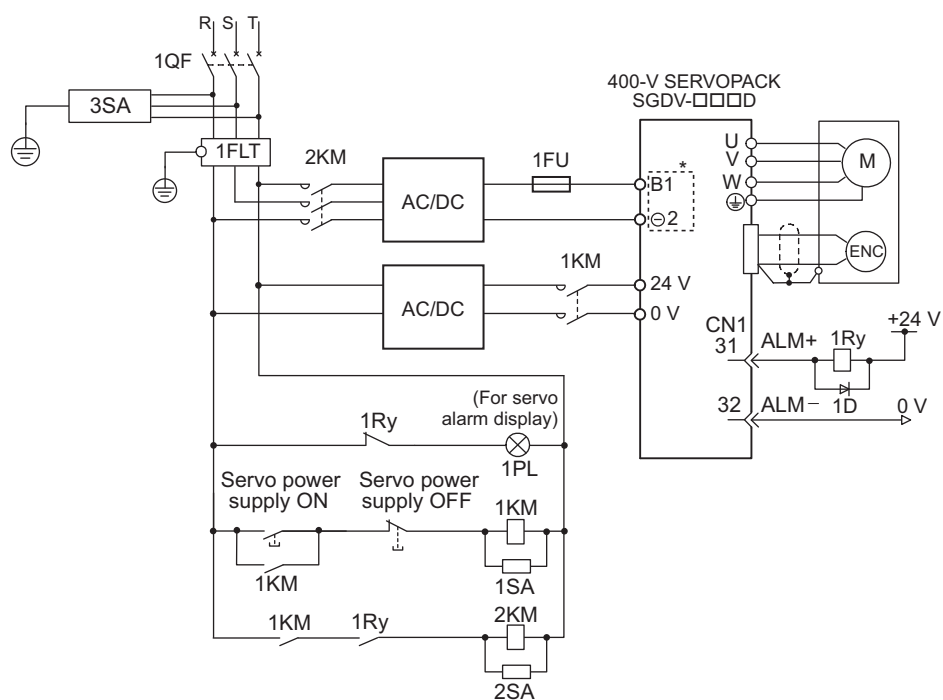 R S T
1QF
400-V SERVOPACK
SGDV-□□□D
3SA
1FLT
2KM
AC/DC
1FU
B1
*
⊖2
U
V
W
M
ENC
AC/DC
1KM
24 V
0 V
CN1
31
ALM+
1Ry
+24 V
1D
32
ALM−
0 V
(For servo
alarm display)
1Ry
1PL
Servo power
supply ON
Servo power
supply OFF
1KM
1KM
1SA
1KM
1Ry
2KM
2SA